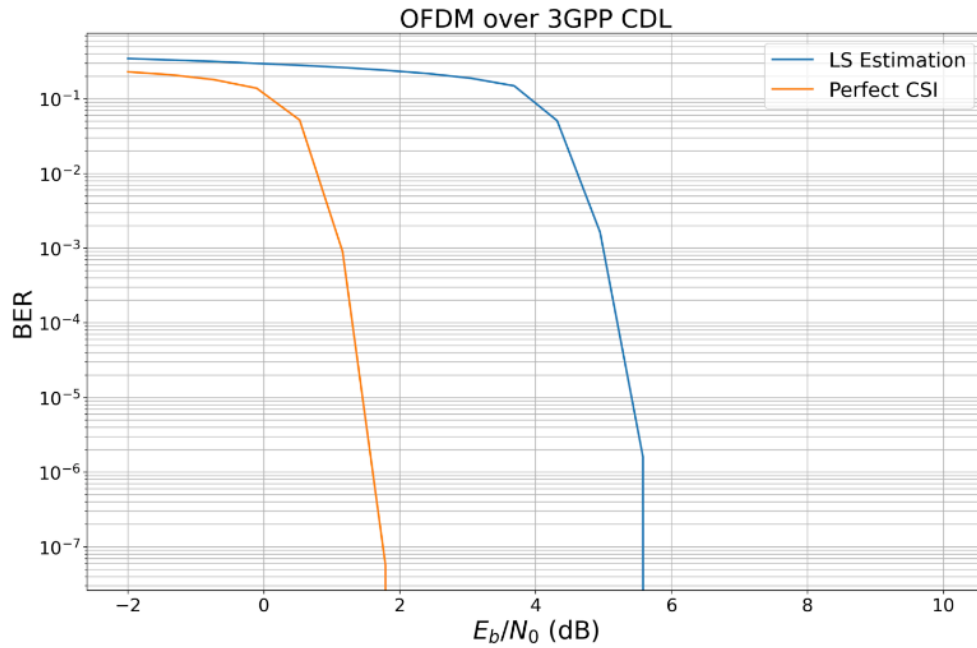 OFDM over 3GPP CDL
LS Estimation
Perfect CSI
BER
10⁻¹
10⁻²
10⁻³
10⁻⁴
10⁻⁵
10⁻⁶
10⁻⁷
−2 0 2 4 6 8 10
E_b/N_0 (dB)